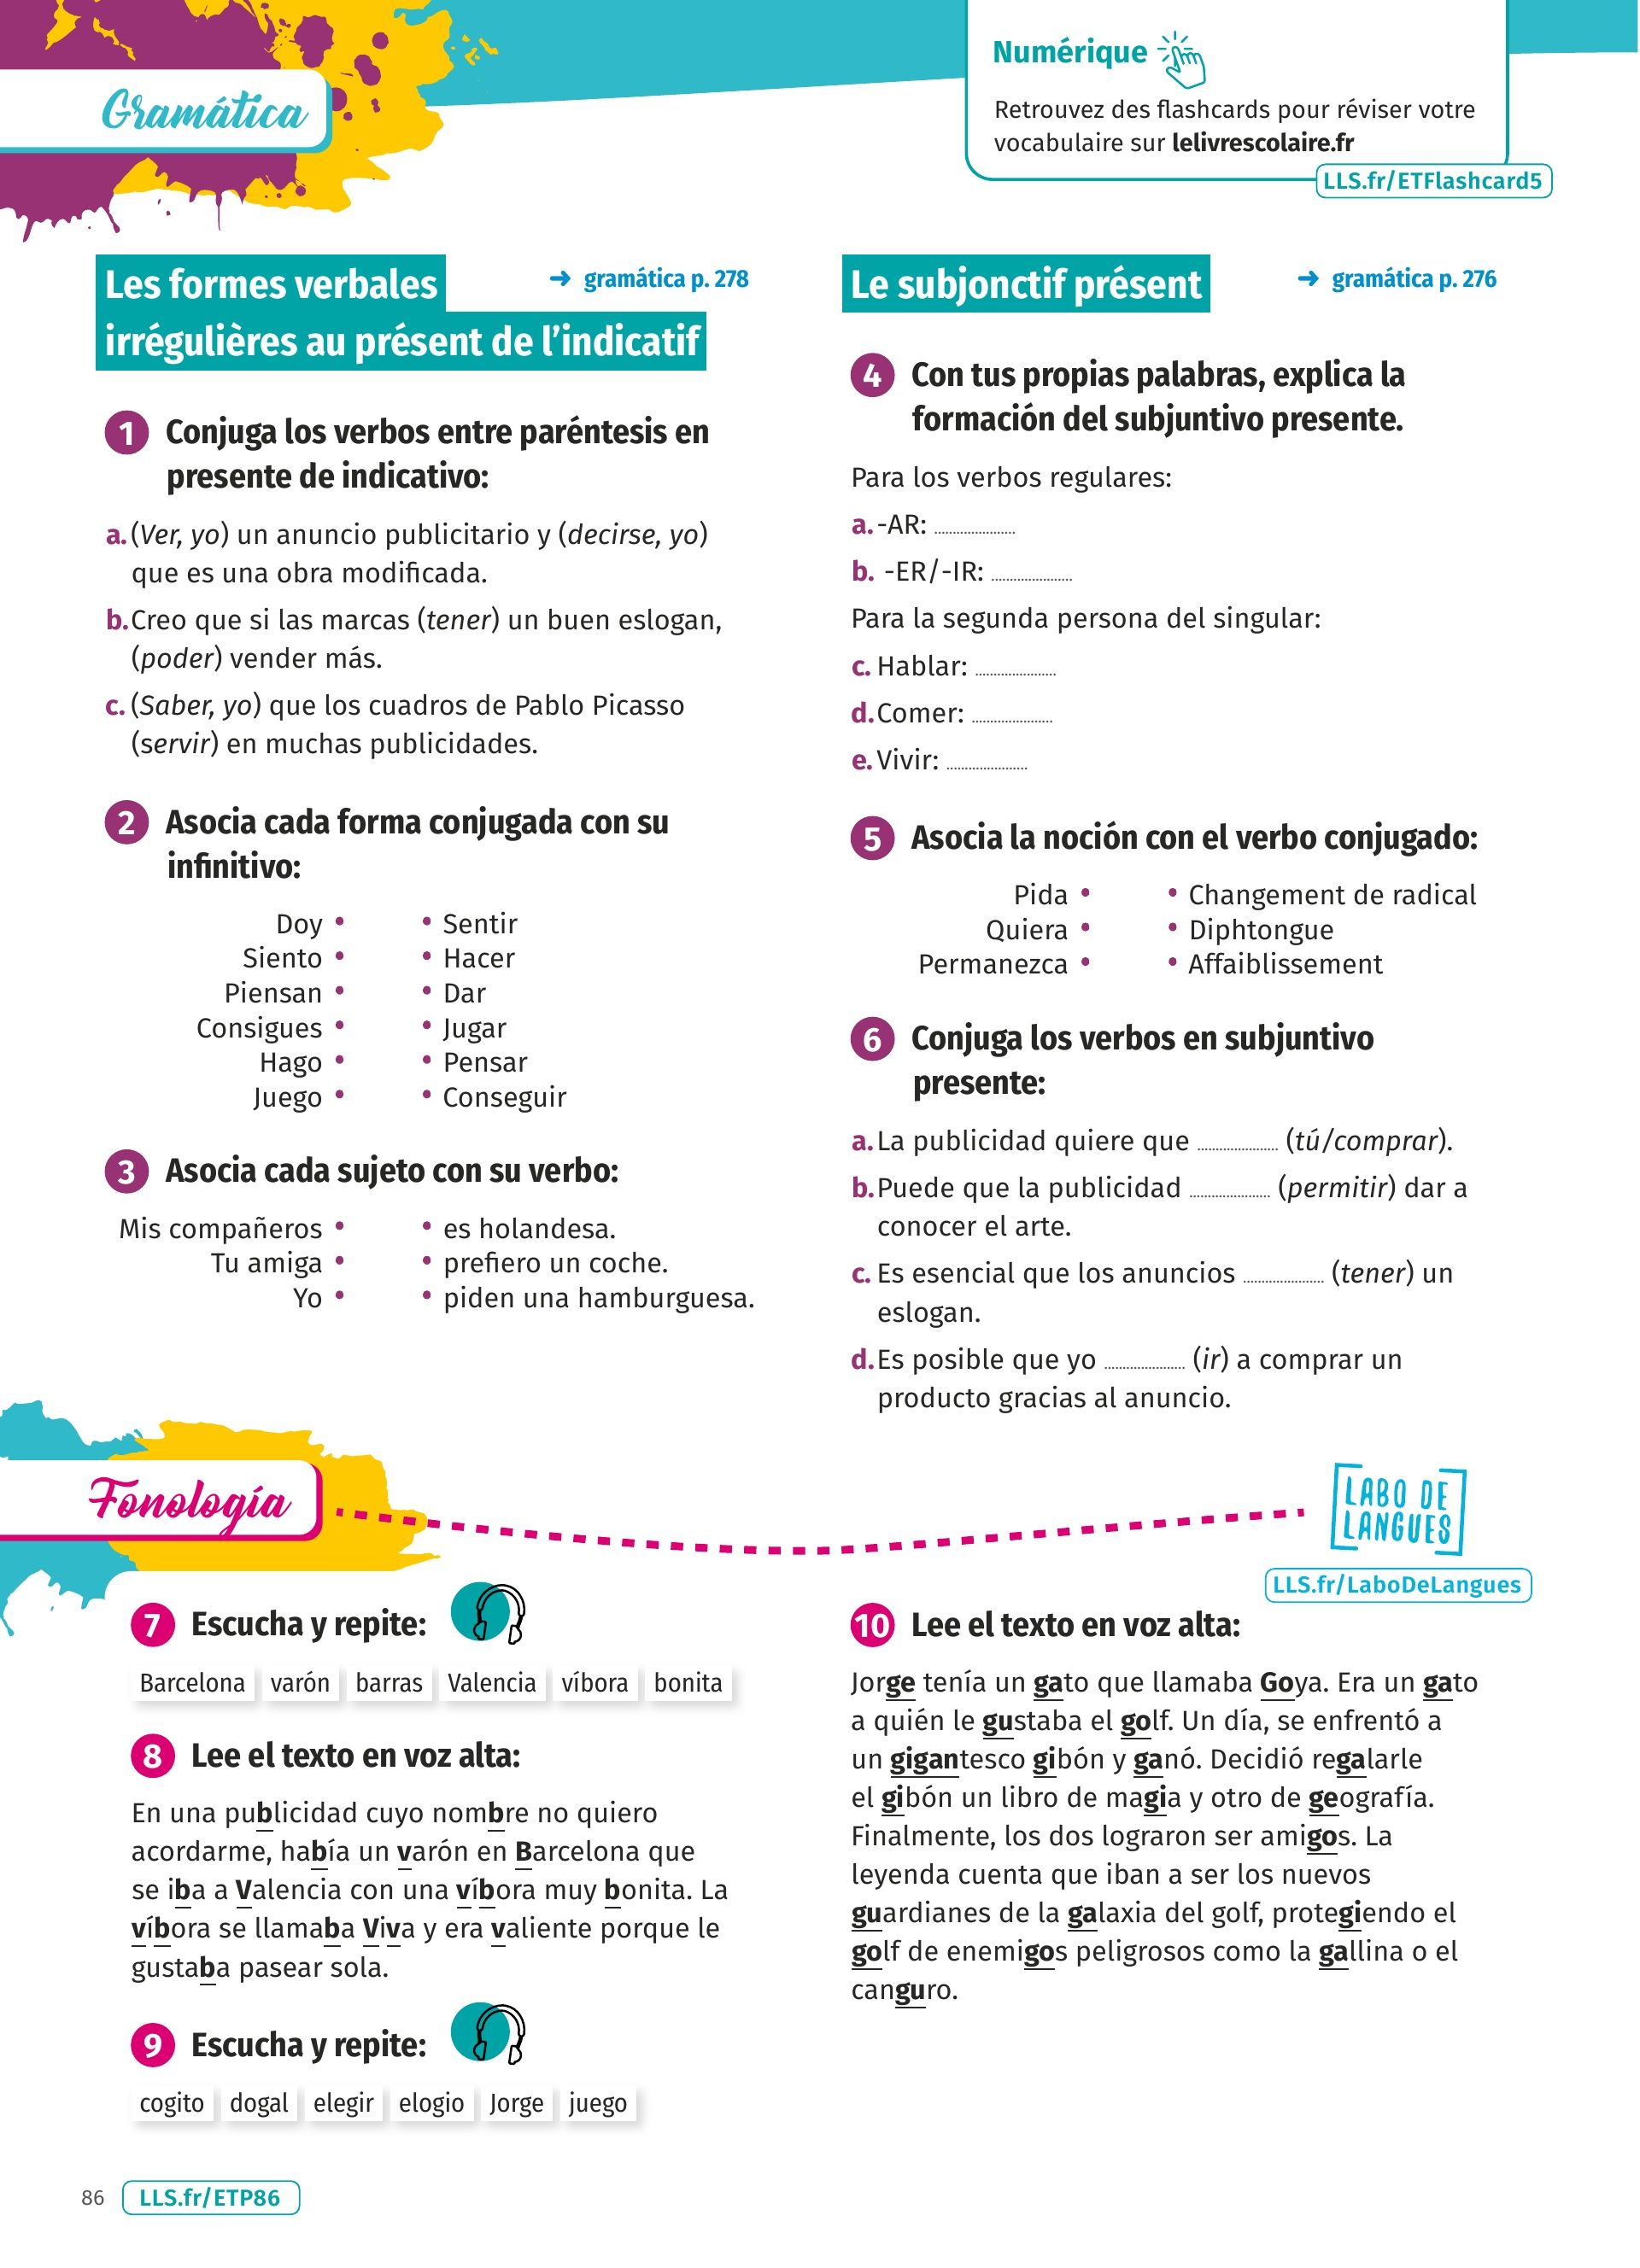 Gramática
Numérique
Retrouvez des flashcards pour réviser votre
vocabulaire sur lelivrescolaire.fr
LLS.fr/ETFlashcard5
Les formes verbales
irrégulières au présent de l'indicatif
➜ gramática p. 278
1 Conjuga los verbos entre paréntesis en
presente de indicativo:
a. (Ver, yo) un anuncio publicitario y (decirse, yo)
que es una obra modificada.
b. Creo que si las marcas (tener) un buen eslogan,
(poder) vender más.
c. (Saber, yo) que los cuadros de Pablo Picasso
(servir) en muchas publicidades.
2 Asocia cada forma conjugada con su
infinitivo:
Doy • • Sentir
Siento • • Hacer
Piensan • • Dar
Consigues • • Jugar
Hago • • Pensar
Juego • • Conseguir
3 Asocia cada sujeto con su verbo:
Mis compañeros • • es holandesa.
Tu amiga • • prefiero un coche.
Yo • • piden una hamburguesa.
Le subjonctif présent
➜ gramática p. 276
4 Con tus propias palabras, explica la
formación del subjuntivo presente.
Para los verbos regulares:
a. -AR: ......................
b. -ER/-IR: ......................
Para la segunda persona del singular:
c. Hablar: ......................
d. Comer: ......................
e. Vivir: ......................
5 Asocia la noción con el verbo conjugado:
Pida • • Changement de radical
Quiera • • Diphtongue
Permanezca • • Affaiblissement
6 Conjuga los verbos en subjuntivo
presente:
a. La publicidad quiere que ...................... (tú/comprar).
b. Puede que la publicidad ...................... (permitir) dar a
conocer el arte.
c. Es esencial que los anuncios ...................... (tener) un
eslogan.
d. Es posible que yo ...................... (ir) a comprar un
producto gracias al anuncio.
Fonología
LABO DE
LANGUES
LLS.fr/LaboDeLangues
7 Escucha y repite:
Barcelona varón barras Valencia víbora bonita
8 Lee el texto en voz alta:
En una publicidad cuyo nombre no quiero
acordarme, había un varón en Barcelona que
se iba a Valencia con una víbora muy bonita. La
víbora se llamaba Viva y era valiente porque le
gustaba pasear sola.
9 Escucha y repite:
cogito dogal elegir elogio Jorge juego
10 Lee el texto en voz alta:
Jorge tenía un gato que llamaba Goya. Era un gato
a quién le gustaba el golf. Un día, se enfrentó a
un gigantesco gibón y ganó. Decidió regalarle
el gibón un libro de magia y otro de geografía.
Finalmente, los dos lograron ser amigos. La
leyenda cuenta que iban a ser los nuevos
guardianes de la galaxia del golf, protegiendo el
golf de enemigos peligrosos como la gallina o el
canguro.
86 LLS.fr/ETP86